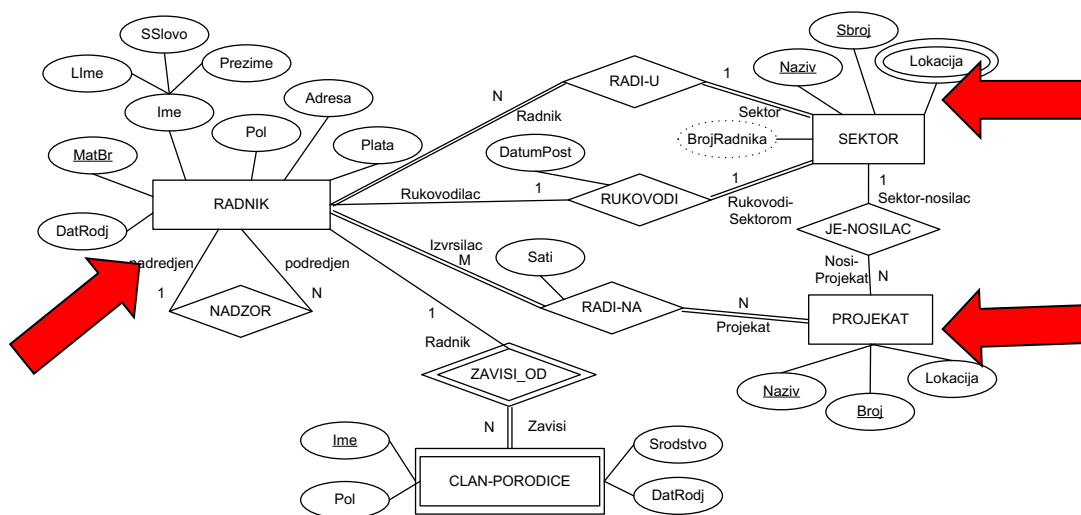 SSlovo
LIme
Prezime
Ime
Adresa
Pol
MatBr
Plata
RADNIK
DatRodj
nadredjen
podredjen
1
N
NADZOR
N
Radnik
RADI-U
1
Sektor
Sbroj
Naziv
Lokacija
BrojRadnika
SEKTOR
DatumPost
Rukovodilac
1
RUKOVODI
1
Rukovodi-
Sektorom
1
Sektor-nosilac
JE-NOSILAC
Nosi-
Projekat
N
Izvrsilac
M
Sati
RADI-NA
N
Projekat
PROJEKAT
Naziv
Broj
Lokacija
1
Radnik
ZAVISI_OD
N
Zavisi
Ime
Pol
CLAN-PORODICE
Srodstvo
DatRodj